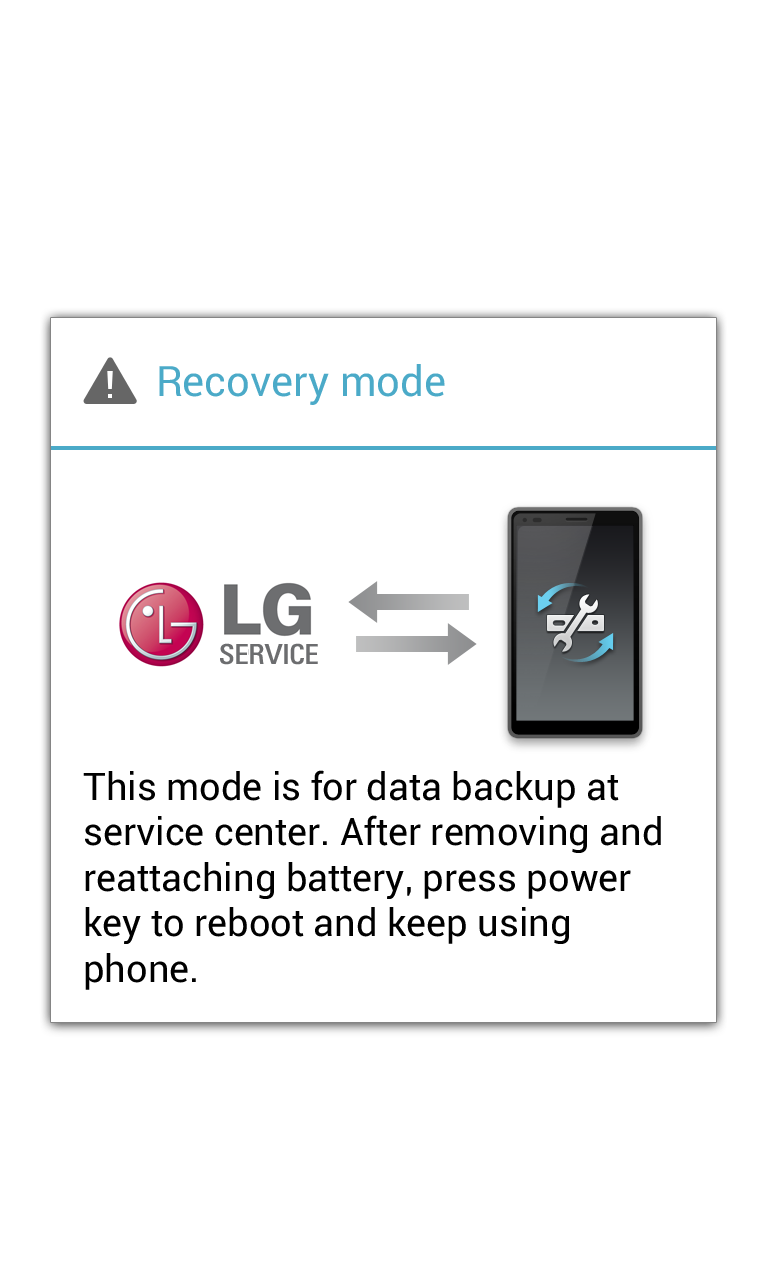 Recovery mode
LG
SERVICE
This mode is for data backup at
service center. After removing and
reattaching battery, press power
key to reboot and keep using
phone.